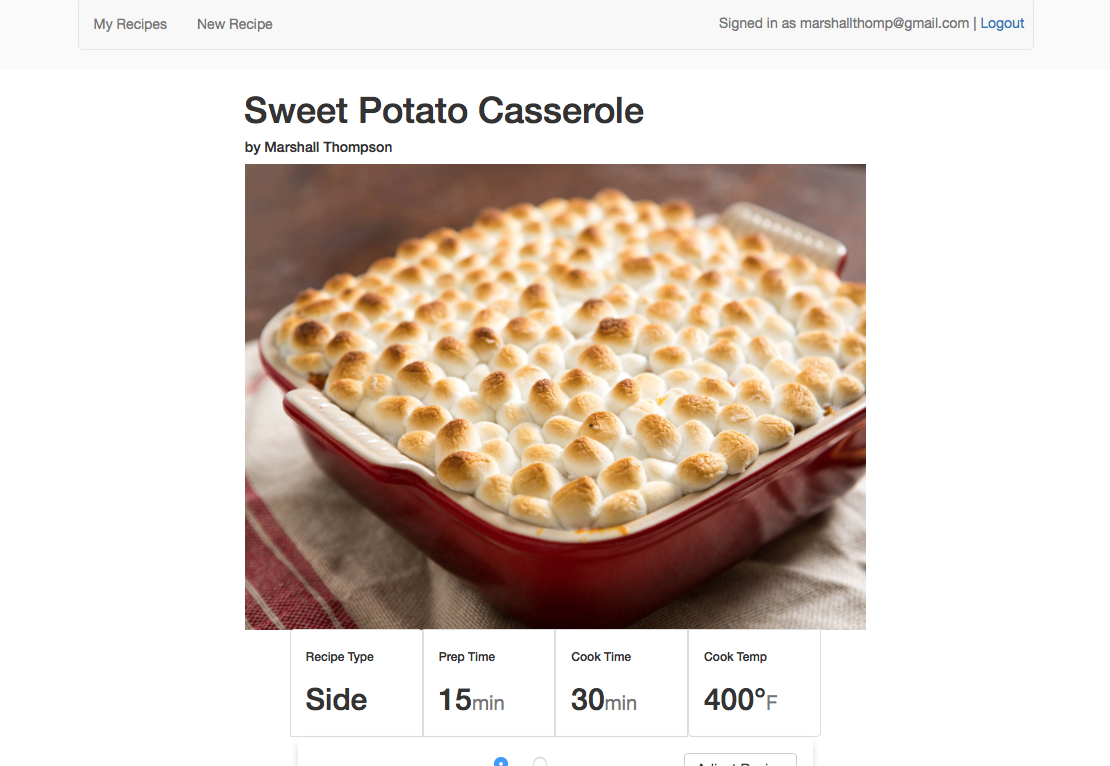 My Recipes New Recipe Signed in as marshallthomp@gmail.com | Logout
Sweet Potato Casserole
by Marshall Thompson
Recipe Type Prep Time Cook Time Cook Temp
Side 15min 30min 400°F